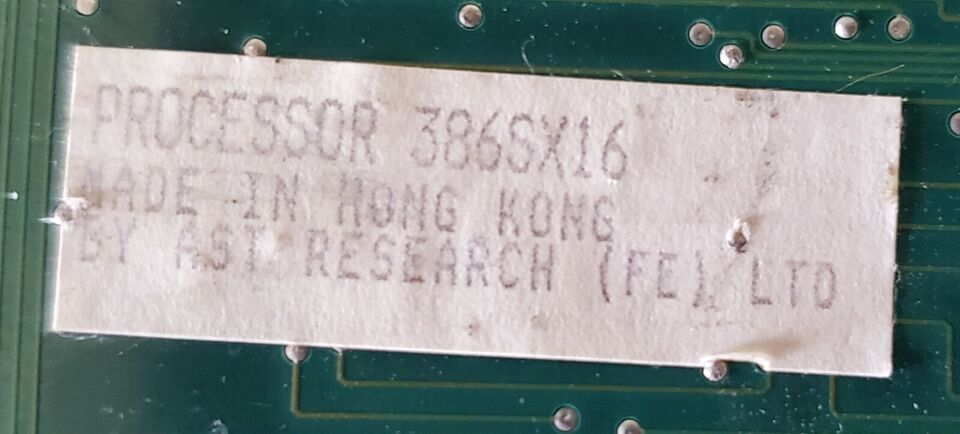 PROCESSOR 386SX16
MADE IN HONG KONG
BY AST RESEARCH (FE) LTD